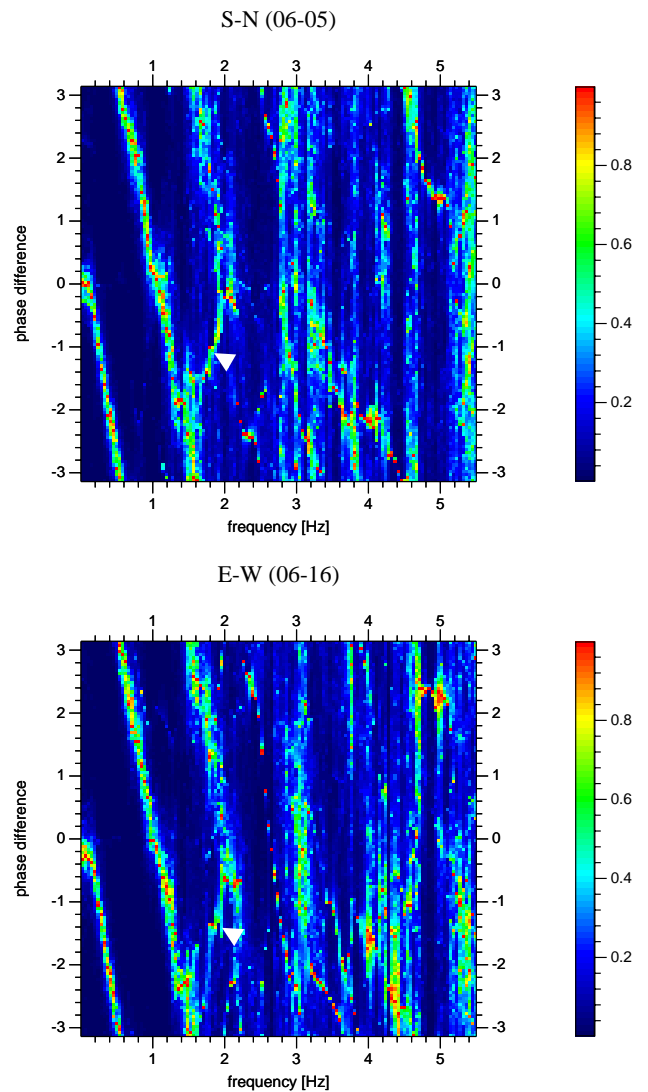 S-N (06-05)
1 2 3 4 5
3 3
2 2
1 1
0 0
-1 -1
-2 -2
-3 -3
phase difference
1 2 3 4 5
frequency [Hz]
0.8
0.6
0.4
0.2
E-W (06-16)
1 2 3 4 5
3 3
2 2
1 1
0 0
-1 -1
-2 -2
-3 -3
phase difference
1 2 3 4 5
frequency [Hz]
0.8
0.6
0.4
0.2